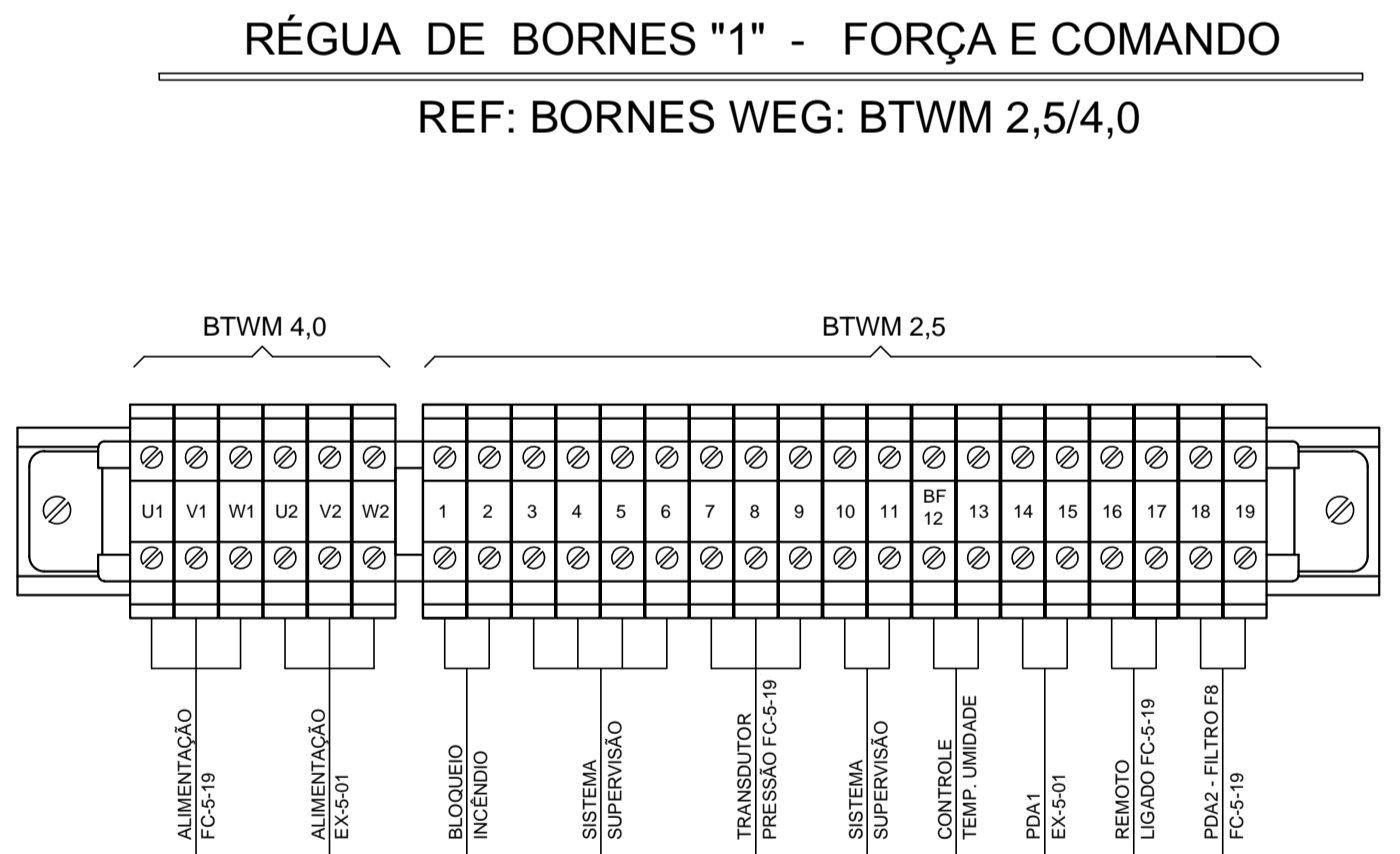 RÉGUA DE BORNES "1" - FORÇA E COMANDO
REF: BORNES WEG: BTWM 2,5/4,0
BTWM 4,0
BTWM 2,5
U1 V1 W1 U2 V2 W2 1 2 3 4 5 6 7 8 9 10 11 BF 12 13 14 15 16 17 18 19
ALIMENTAÇÃO
FC-5-19
ALIMENTAÇÃO
EX-5-01
BLOQUEIO
INCÊNDIO
SISTEMA
SUPERVISÃO
TRANSDUTOR
PRESSÃO FC-5-19
SISTEMA
SUPERVISÃO
CONTROLE
TEMP. UMIDADE
PDA1
EX-5-01
REMOTO
LIGADO FC-5-19
PDA2 - FILTRO F8
FC-5-19